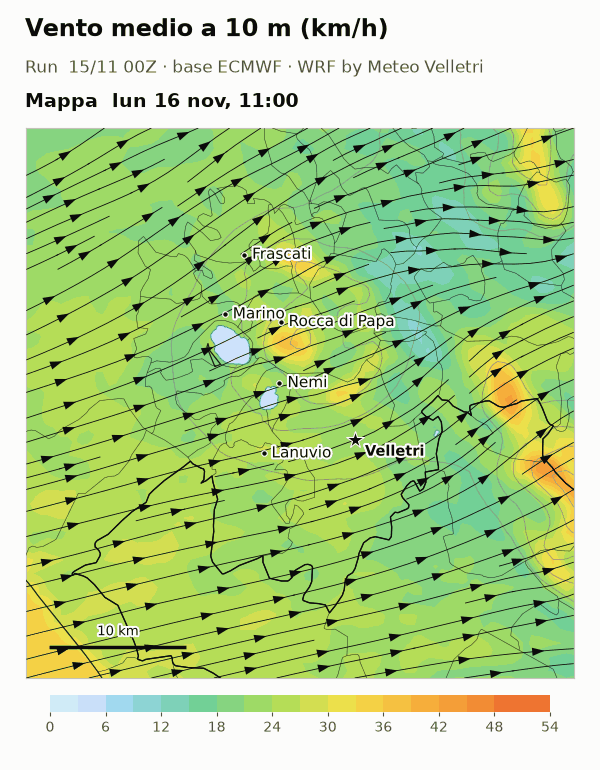 Vento medio a 10 m (km/h)
Run  15/11 00Z · base ECMWF · WRF by Meteo Velletri
Mappa  lun 16 nov, 11:00
Frascati
Marino
Rocca di Papa
Nemi
Velletri
Lanuvio
10 km
0 6 12 18 24 30 36 42 48 54